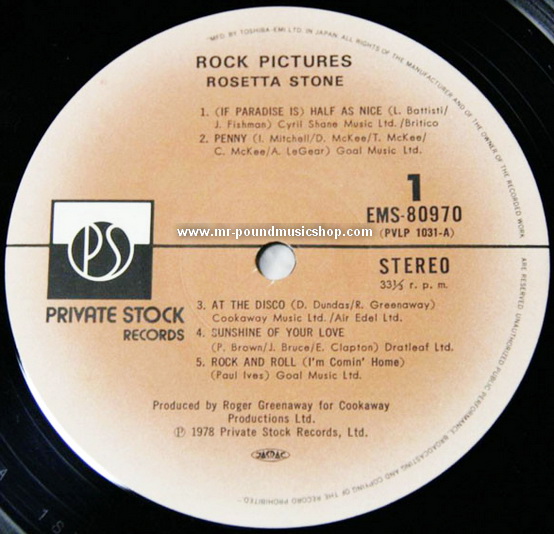 MFD. BY TOSHIBA-EMI LTD. IN JAPAN. ALL RIGHTS OF THE MANUFACTURER AND OF THE OWNER OF THE RECORDED WORK ARE RESERVED. UNAUTHORIZED PUBLIC PERFORMANCE, BROADCASTING AND COPYING OF THE RECORD PROHIBITED
ROCK PICTURES
ROSETTA STONE
1. (IF PARADISE IS) HALF AS NICE (L. Battisti/
J. Fishman) Cyril Shane Music Ltd. /Britico
2. PENNY (I. Mitchell/D. McKee/T. McKee/
C. McKee/A. LeGear) Goal Music Ltd.
1
EMS-80970
(PVLP 1031-A)
www.mr-poundmusicshop.com
PS
STEREO
33⅓ r. p. m.
PRIVATE STOCK
RECORDS
3. AT THE DISCO (D. Dundas/R. Greenaway)
Cookaway Music Ltd. /Air Edel Ltd.
4. SUNSHINE OF YOUR LOVE
(P. Brown/J. Bruce/E. Clapton) Dratleaf Ltd.
5. ROCK AND ROLL (I'm Comin' Home)
(Paul Ives) Goal Music Ltd.
Produced by Roger Greenaway for Cookaway
Productions Ltd.
Ⓟ 1978 Private Stock Records, Ltd.
JASRAC